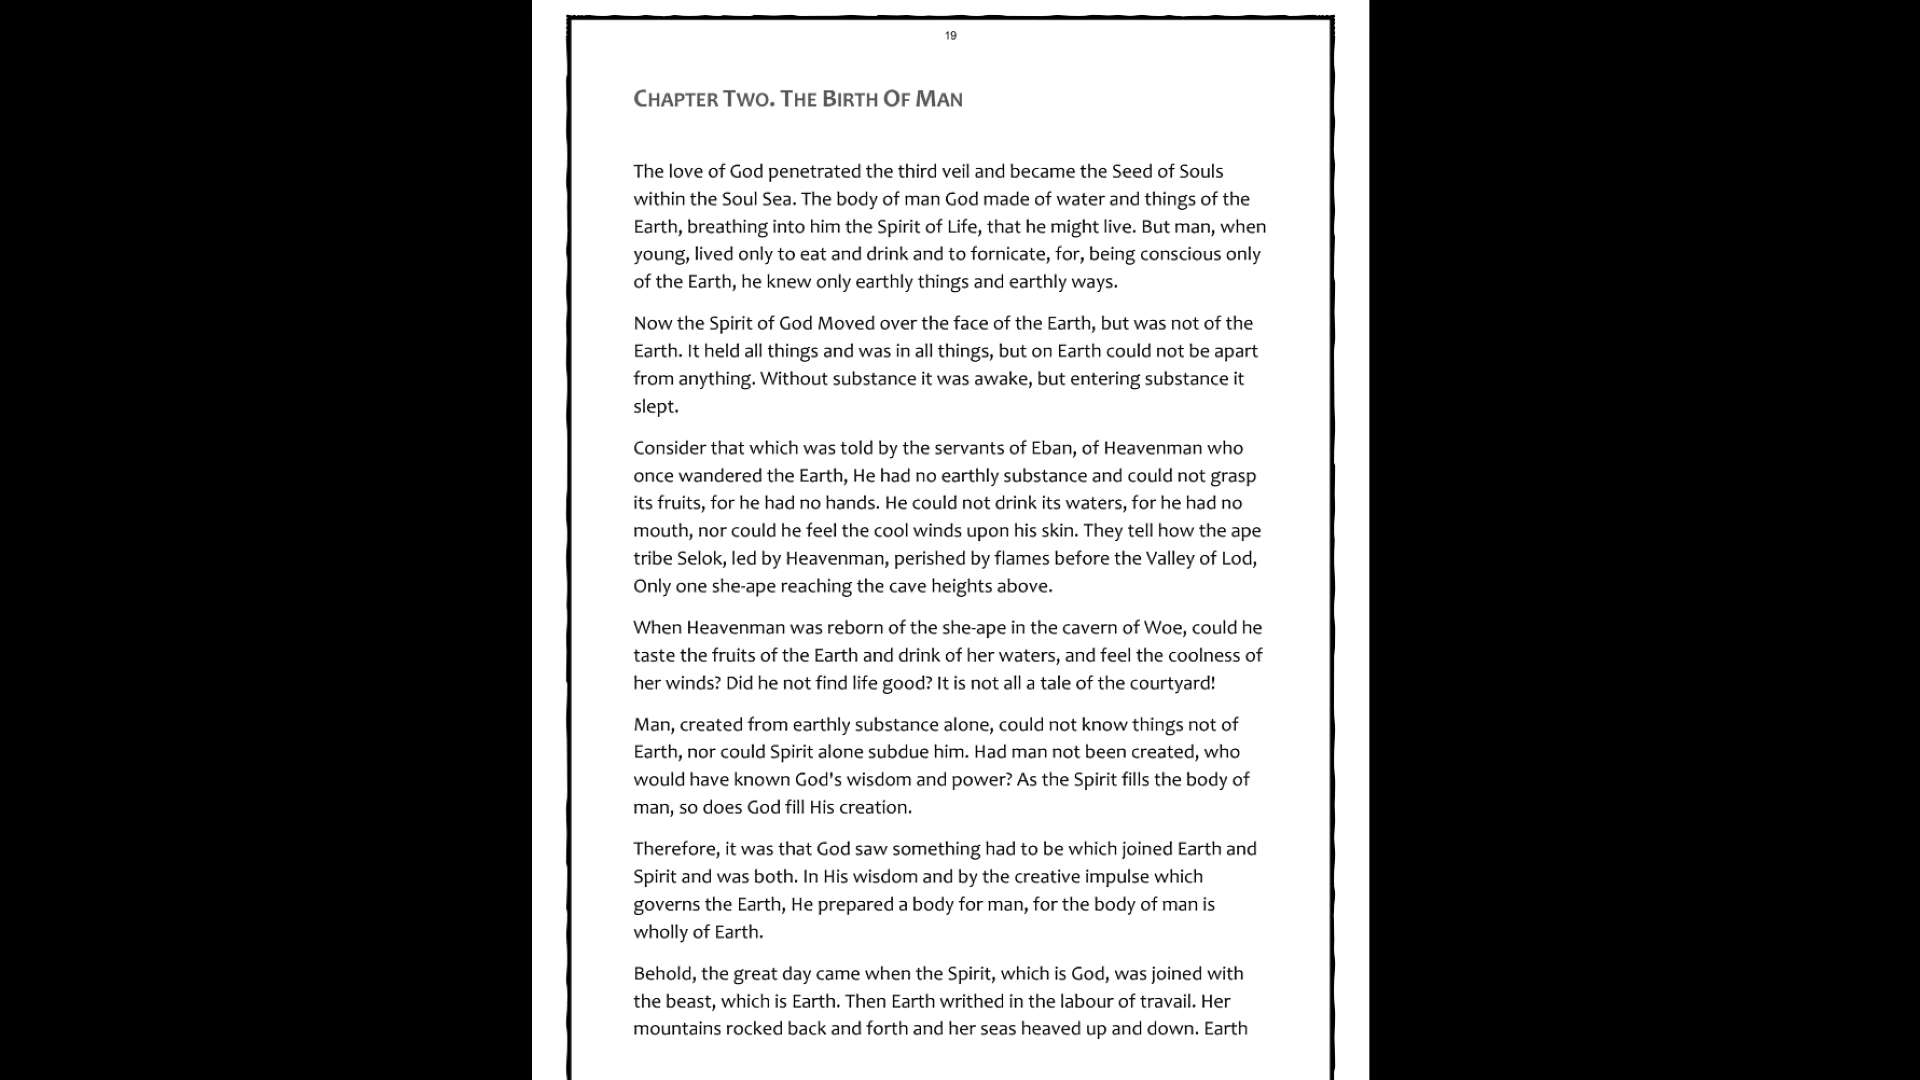 19
Chapter Two. The Birth Of Man
The love of God penetrated the third veil and became the Seed of Souls
within the Soul Sea. The body of man God made of water and things of the
Earth, breathing into him the Spirit of Life, that he might live. But man, when
young, lived only to eat and drink and to fornicate, for, being conscious only
of the Earth, he knew only earthly things and earthly ways.
Now the Spirit of God Moved over the face of the Earth, but was not of the
Earth. It held all things and was in all things, but on Earth could not be apart
from anything. Without substance it was awake, but entering substance it
slept.
Consider that which was told by the servants of Eban, of Heavenman who
once wandered the Earth, He had no earthly substance and could not grasp
its fruits, for he had no hands. He could not drink its waters, for he had no
mouth, nor could he feel the cool winds upon his skin. They tell how the ape
tribe Selok, led by Heavenman, perished by flames before the Valley of Lod,
Only one she-ape reaching the cave heights above.
When Heavenman was reborn of the she-ape in the cavern of Woe, could he
taste the fruits of the Earth and drink of her waters, and feel the coolness of
her winds? Did he not find life good? It is not all a tale of the courtyard!
Man, created from earthly substance alone, could not know things not of
Earth, nor could Spirit alone subdue him. Had man not been created, who
would have known God's wisdom and power? As the Spirit fills the body of
man, so does God fill His creation.
Therefore, it was that God saw something had to be which joined Earth and
Spirit and was both. In His wisdom and by the creative impulse which
governs the Earth, He prepared a body for man, for the body of man is
wholly of Earth.
Behold, the great day came when the Spirit, which is God, was joined with
the beast, which is Earth. Then Earth writhed in the labour of travail. Her
mountains rocked back and forth and her seas heaved up and down. Earth